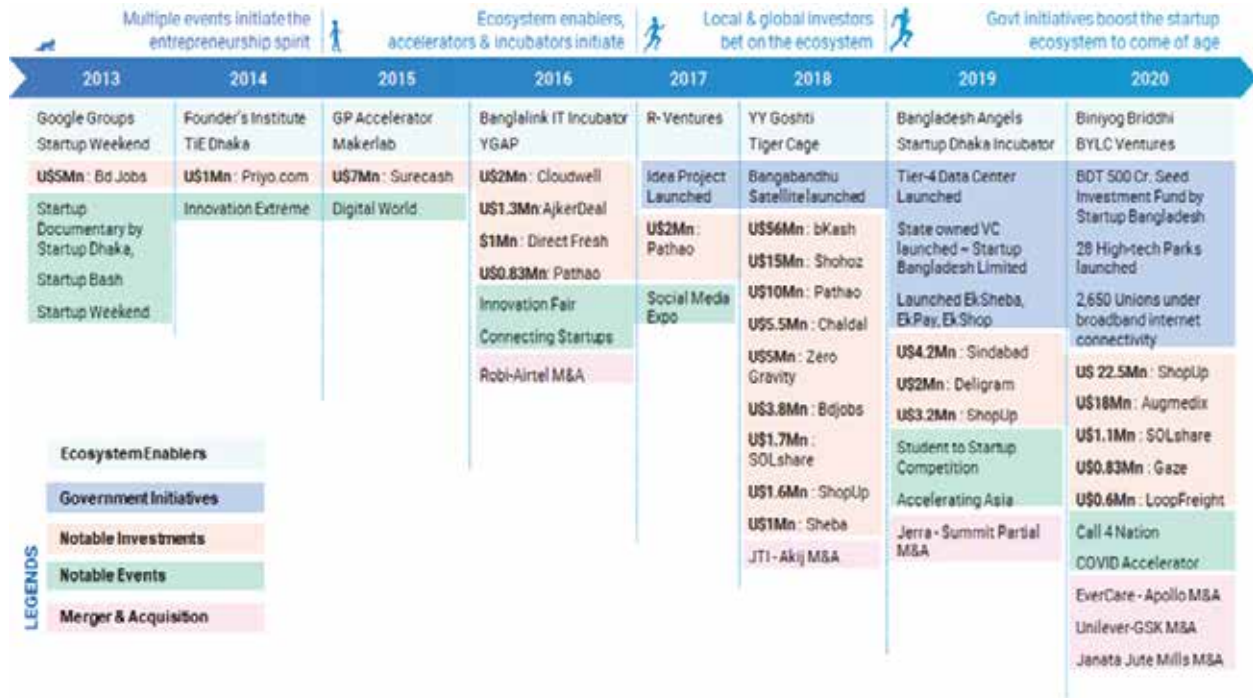 Multiple events initiate the
entrepreneurship spirit
Ecosystem enablers,
accelerators & incubators initiate
Local & global investors
bet on the ecosystem
Govt initiatives boost the startup
ecosystem to come of age
2013
2014
2015
2016
2017
2018
2019
2020
Google Groups
Startup Weekend
U$5Mn : Bd Jobs
Startup
Documentary by
Startup Dhaka,
Startup Bash
Startup Weekend
Founder's Institute
TiE Dhaka
U$1Mn : Priyo.com
Innovation Extreme
GP Accelerator
Makerlab
U$7Mn : Surecash
Digital World
Banglalink IT Incubator
YGAP
U$2Mn : Cloudwell
U$1.3Mn : AjkerDeal
$1Mn : Direct Fresh
U$0.83Mn : Pathao
Innovation Fair
Connecting Startups
Robi-Airtel M&A
R- Ventures
Idea Project
Launched
U$2Mn :
Pathao
Social Media
Expo
YY Goshti
Tiger Cage
Bangabandhu
Satellite launched
U$56Mn : bKash
U$15Mn : Shohoz
U$10Mn : Pathao
U$5.5Mn : Chaldal
U$5Mn : Zero
Gravity
U$3.8Mn : Bdjobs
U$1.7Mn :
SOLshare
U$1.6Mn : ShopUp
U$1Mn : Sheba
JTI - Akij M&A
Bangladesh Angels
Startup Dhaka Incubator
Tier-4 Data Center
Launched
State owned VC
launched – Startup
Bangladesh Limited
Launched Ek Sheba,
EkPay, Ek Shop
U$4.2Mn : Sindabad
U$2Mn : Deligram
U$3.2Mn : ShopUp
Student to Startup
Competition
Accelerating Asia
Jerra - Summit Partial
M&A
Biniyog Briddhi
BYLC Ventures
BDT 500 Cr. Seed
Investment Fund by
Startup Bangladesh
28 High-tech Parks
launched
2,650 Unions under
broadband internet
connectivity
U$ 22.5Mn : ShopUp
U$18Mn : Augmedix
U$1.1Mn : SOLshare
U$0.83Mn : Gaze
U$0.6Mn : LoopFreight
Call 4 Nation
COVID Accelerator
EverCare - Apollo M&A
Unilever-GSK M&A
Janata Jute Mills M&A
LEGENDS
Ecosystem Enablers
Government Initiatives
Notable Investments
Notable Events
Merger & Acquisition